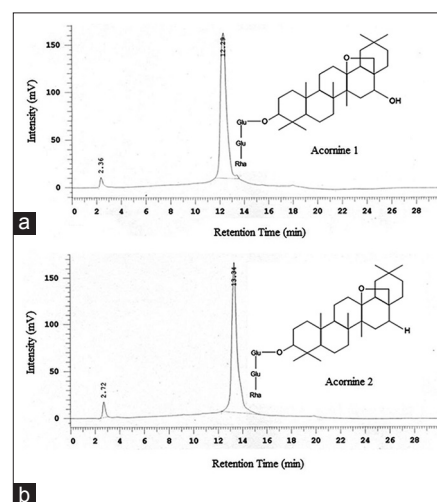 150
100
50
0
Intensity (mV)
2.36
12.29
O
OH
Glu O
Glu
Rha
Acornine 1
0 2 4 6 8 10 12 14 16 18 20 22 24 26 28
Retention Time (min)
a
150
100
50
0
Intensity (mV)
2.72
13.34
O
H
Glu O
Glu
Rha
Acornine 2
0 2 4 6 8 10 12 14 16 18 20 22 24 26 28
Retention Time (min)
b